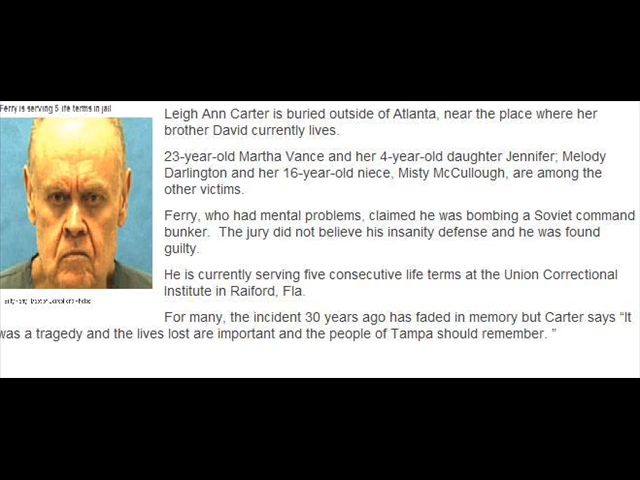 Ferry is serving 5 life terms in jail
Leigh Ann Carter is buried outside of Atlanta, near the place where her
brother David currently lives.
23-year-old Martha Vance and her 4-year-old daughter Jennifer; Melody
Darlington and her 16-year-old niece, Misty McCullough, are among the
other victims.
Ferry, who had mental problems, claimed he was bombing a Soviet command
bunker.  The jury did not believe his insanity defense and he was found
guilty.
He is currently serving five consecutive life terms at the Union Correctional
Institute in Raiford, Fla.
For many, the incident 30 years ago has faded in memory but Carter says “It
was a tragedy and the lives lost are important and the people of Tampa should remember. ”